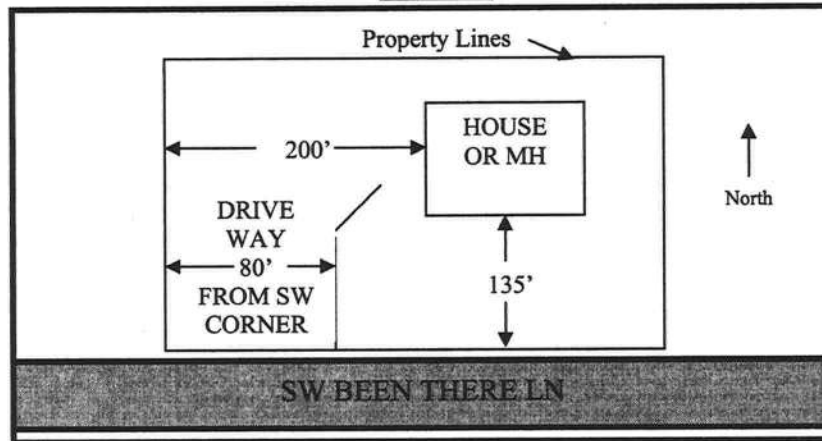 Property Lines
HOUSE
OR MH
200’
North
DRIVE
WAY
80’
FROM SW
CORNER
135’
SW BEEN THERE LN